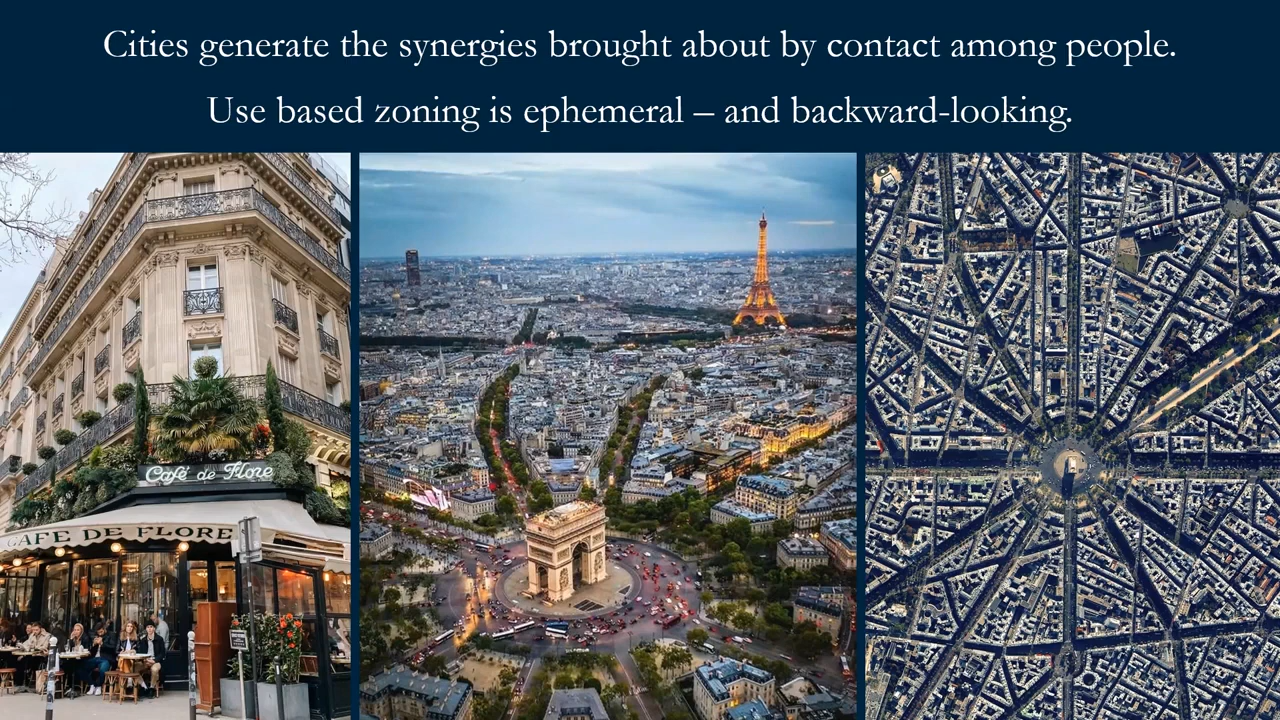 Cities generate the synergies brought about by contact among people.
Use based zoning is ephemeral – and backward-looking.
Café de Flore
CAFE DE FLORE